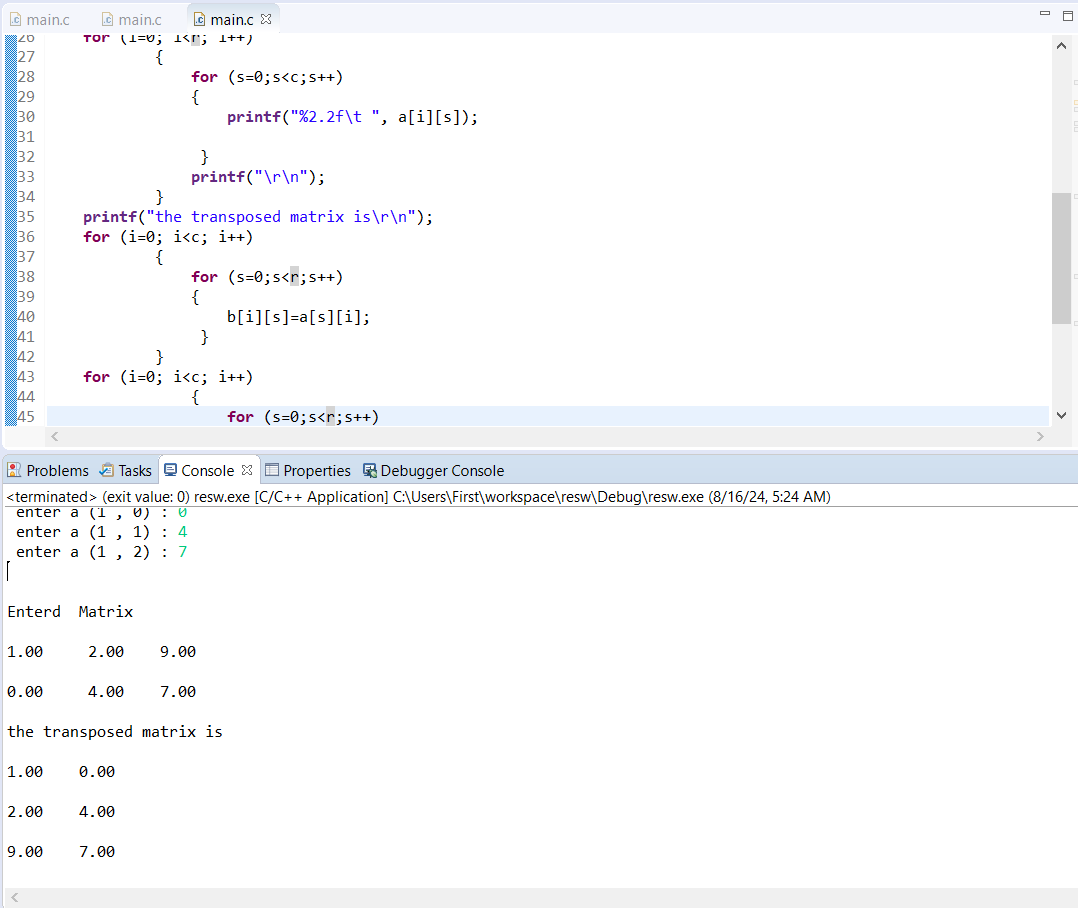 main.c main.c main.c
26 for (i=0; i<r; i++)
27 {
28 for (s=0;s<c;s++)
29 {
30 printf("%2.2f\t ", a[i][s]);
31
32 }
33 printf("\r\n");
34 }
35 printf("the transposed matrix is\r\n");
36 for (i=0; i<c; i++)
37 {
38 for (s=0;s<r;s++)
39 {
40 b[i][s]=a[s][i];
41 }
42 }
43 for (i=0; i<c; i++)
44 {
45 for (s=0;s<r;s++)
Problems Tasks Console Properties Debugger Console
<terminated> (exit value: 0) resw.exe [C/C++ Application] C:\Users\First\workspace\resw\Debug\resw.exe (8/16/24, 5:24 AM)
enter a (1 , 0) : 0
enter a (1 , 1) : 4
enter a (1 , 2) : 7
Enterd Matrix
1.00 2.00 9.00
0.00 4.00 7.00
the transposed matrix is
1.00 0.00
2.00 4.00
9.00 7.00